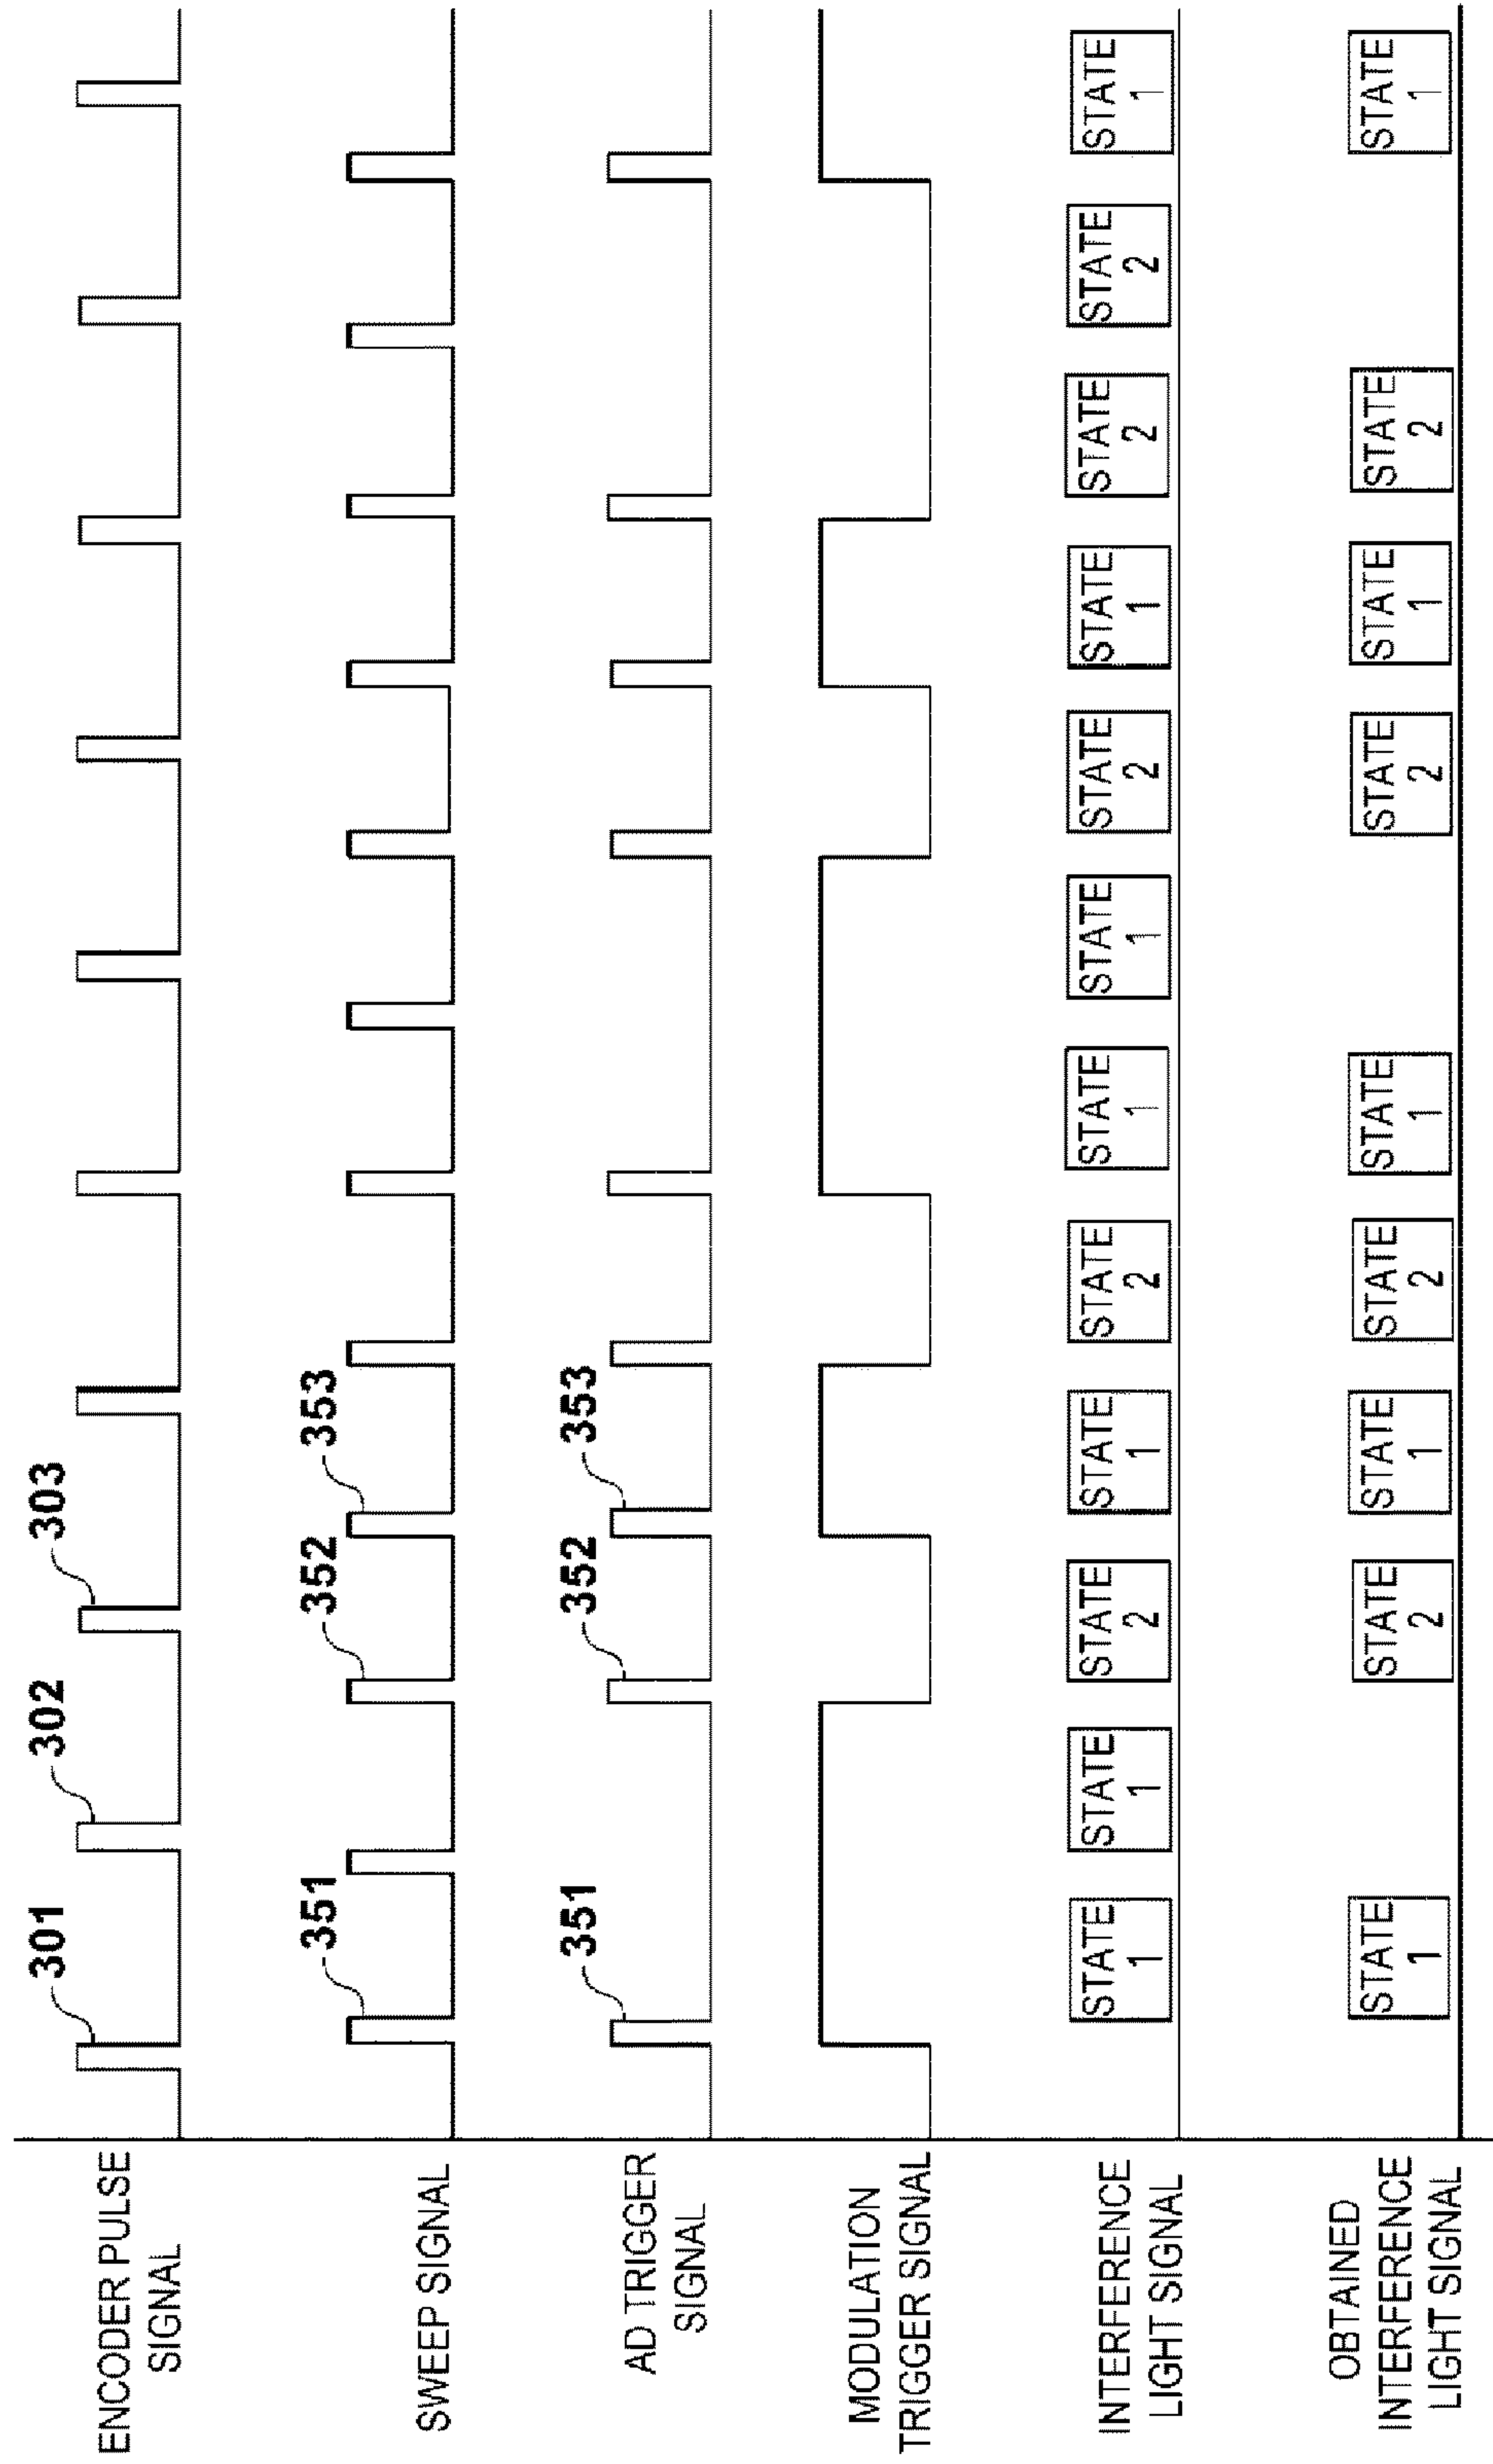 301
302
303
ENCODER PULSE
SIGNAL
351
352
353
SWEEP SIGNAL
351
352
353
AD TRIGGER
SIGNAL
MODULATION
TRIGGER SIGNAL
INTERFERENCE
LIGHT SIGNAL
STATE
1
STATE
1
STATE
2
STATE
1
STATE
2
STATE
1
STATE
1
STATE
2
STATE
1
STATE
2
STATE
2
STATE
1
OBTAINED
INTERFERENCE
LIGHT SIGNAL
STATE
1
STATE
2
STATE
1
STATE
2
STATE
1
STATE
2
STATE
1
STATE
2
STATE
1